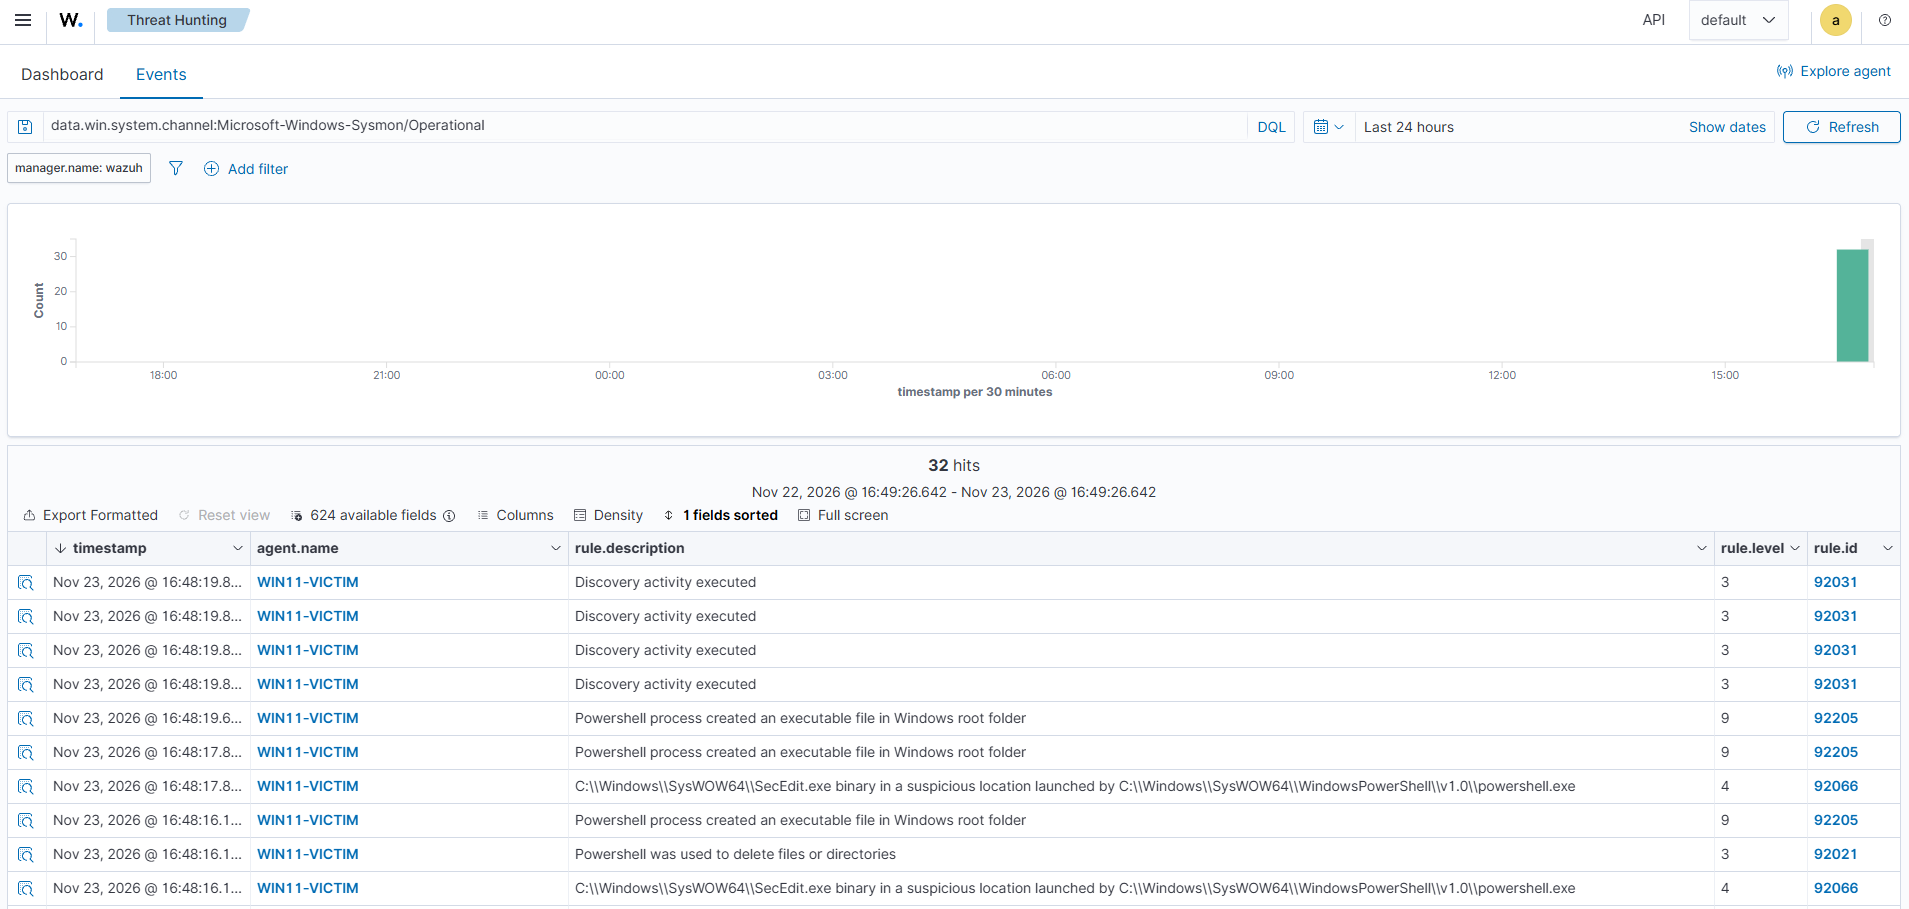 W. Threat Hunting API default a
Dashboard Events Explore agent
data.win.system.channel:Microsoft-Windows-Sysmon/Operational DQL Last 24 hours Show dates Refresh
manager.name: wazuh Add filter
Count
30
20
10
0
18:00 21:00 00:00 03:00 06:00 09:00 12:00 15:00
timestamp per 30 minutes
32 hits
Nov 22, 2026 @ 16:49:26.642 - Nov 23, 2026 @ 16:49:26.642
Export Formatted Reset view 624 available fields Columns Density 1 fields sorted Full screen
timestamp agent.name rule.description rule.level rule.id
Nov 23, 2026 @ 16:48:19.8... WIN11-VICTIM Discovery activity executed 3 92031
Nov 23, 2026 @ 16:48:19.8... WIN11-VICTIM Discovery activity executed 3 92031
Nov 23, 2026 @ 16:48:19.8... WIN11-VICTIM Discovery activity executed 3 92031
Nov 23, 2026 @ 16:48:19.8... WIN11-VICTIM Discovery activity executed 3 92031
Nov 23, 2026 @ 16:48:19.6... WIN11-VICTIM Powershell process created an executable file in Windows root folder 9 92205
Nov 23, 2026 @ 16:48:17.8... WIN11-VICTIM Powershell process created an executable file in Windows root folder 9 92205
Nov 23, 2026 @ 16:48:17.8... WIN11-VICTIM C:\\Windows\\SysWOW64\\SecEdit.exe binary in a suspicious location launched by C:\\Windows\\SysWOW64\\WindowsPowerShell\\v1.0\\powershell.exe 4 92066
Nov 23, 2026 @ 16:48:16.1... WIN11-VICTIM Powershell process created an executable file in Windows root folder 9 92205
Nov 23, 2026 @ 16:48:16.1... WIN11-VICTIM Powershell was used to delete files or directories 3 92021
Nov 23, 2026 @ 16:48:16.1... WIN11-VICTIM C:\\Windows\\SysWOW64\\SecEdit.exe binary in a suspicious location launched by C:\\Windows\\SysWOW64\\WindowsPowerShell\\v1.0\\powershell.exe 4 92066